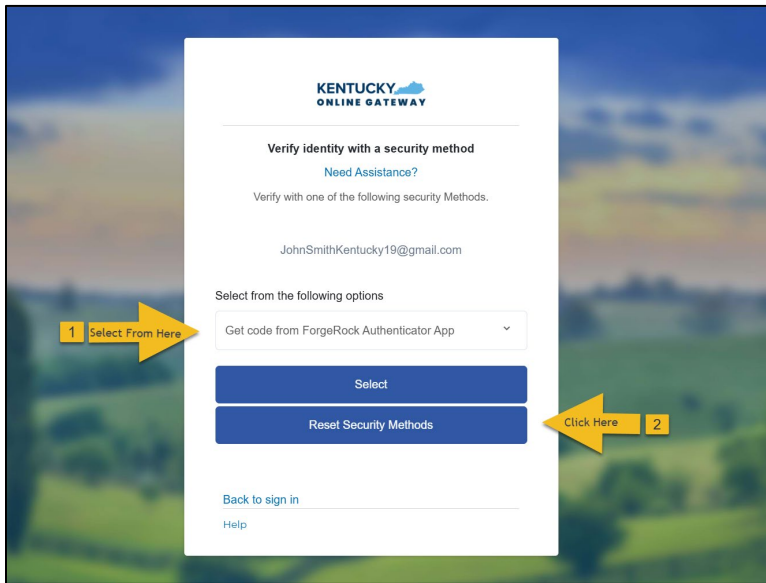 KENTUCKY
ONLINE GATEWAY
Verify identity with a security method
Need Assistance?
Verify with one of the following security Methods.
JohnSmithKentucky19@gmail.com
Select from the following options
1 Select From Here
Get code from ForgeRock Authenticator App
Select
Reset Security Methods
Click Here 2
Back to sign in
Help